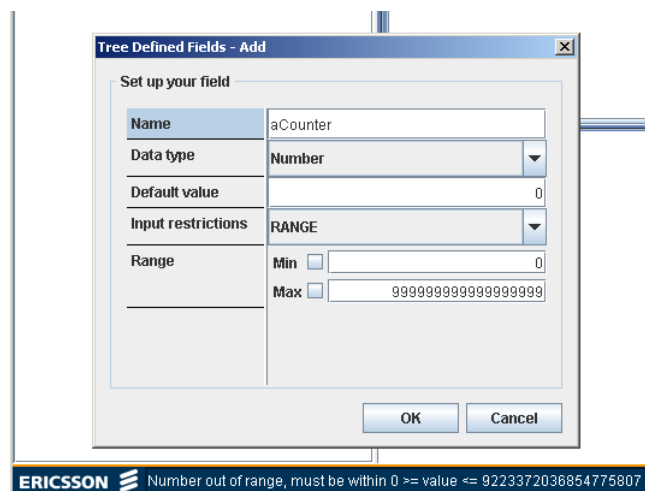 Tree Defined Fields - Add
Set up your field
Name aCounter
Data type Number
Default value 0
Input restrictions RANGE
Range Min 0
Max 999999999999999999
OK Cancel
ERICSSON Number out of range, must be within 0 >= value <= 9223372036854775807